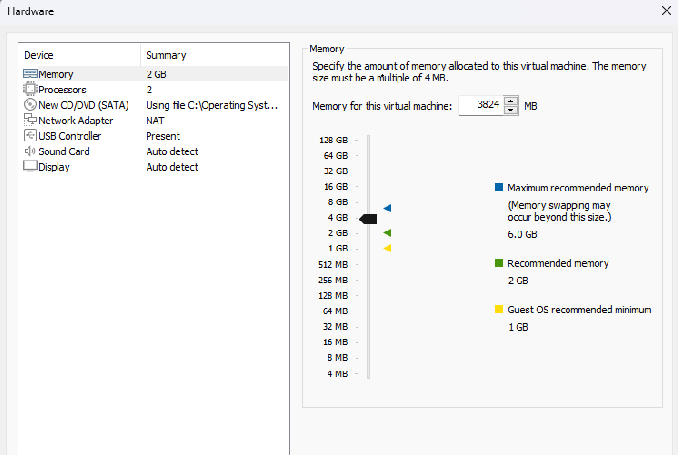 Hardware
Device Summary
Memory 2 GB
Processors 2
New CD/DVD (SATA) Using file C:\Operating Syst...
Network Adapter NAT
USB Controller Present
Sound Card Auto detect
Display Auto detect
Memory
Specify the amount of memory allocated to this virtual machine. The memory
size must be a multiple of 4 MB.
Memory for this virtual machine: 3824 MB
128 GB
64 GB
32 GB
16 GB
8 GB
4 GB
2 GB
1 GB
512 MB
256 MB
128 MB
64 MB
32 MB
16 MB
8 MB
4 MB
Maximum recommended memory
(Memory swapping may
occur beyond this size.)
6.0 GB
Recommended memory
2 GB
Guest OS recommended minimum
1 GB